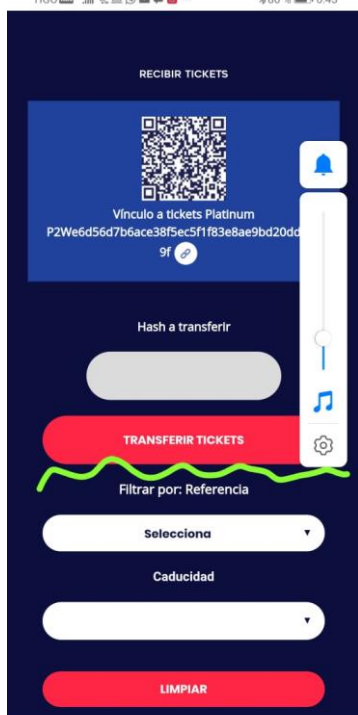 RECIBIR TICKETS
Vínculo a tickets Platinum
P2We6d56d7b6ace38f5ec5f1f83e8ae9bd20dd
9f
Hash a transferir
TRANSFERIR TICKETS
Filtrar por: Referencia
Selecciona
Caducidad
LIMPIAR